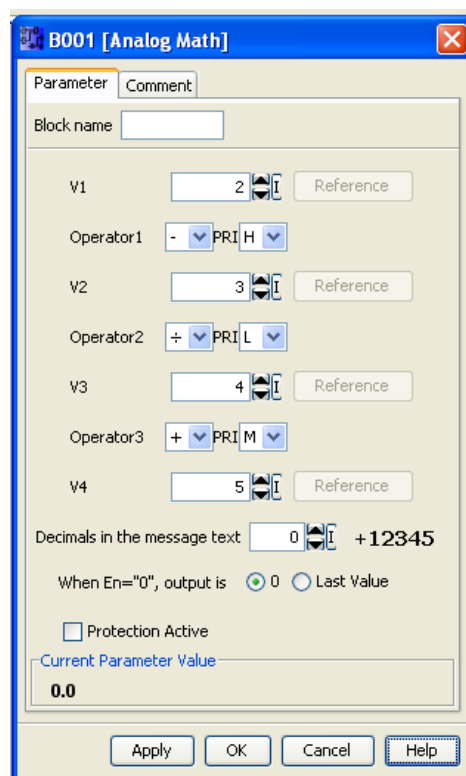 B001 [Analog Math]
Parameter Comment
Block name
V1 2 Reference
Operator1 - PRI H
V2 3 Reference
Operator2 ÷ PRI L
V3 4 Reference
Operator3 + PRI M
V4 5 Reference
Decimals in the message text 0 +12345
When En="0", output is 0 Last Value
Protection Active
Current Parameter Value
0.0
Apply OK Cancel Help